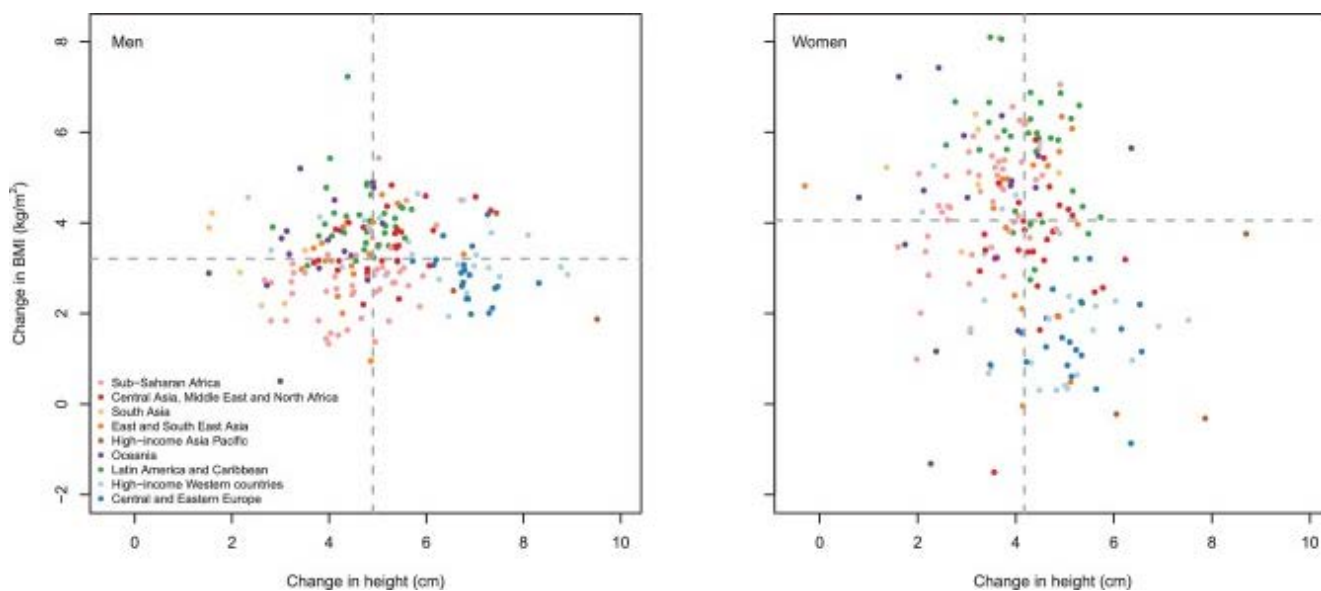 Men
Change in BMI (kg/m²)
8
6
4
2
0
−2
Sub−Saharan Africa
Central Asia, Middle East and North Africa
South Asia
East and South East Asia
High−income Asia Pacific
Oceania
Latin America and Caribbean
High−income Western countries
Central and Eastern Europe
0 2 4 6 8 10
Change in height (cm)
Women
0 2 4 6 8 10
Change in height (cm)